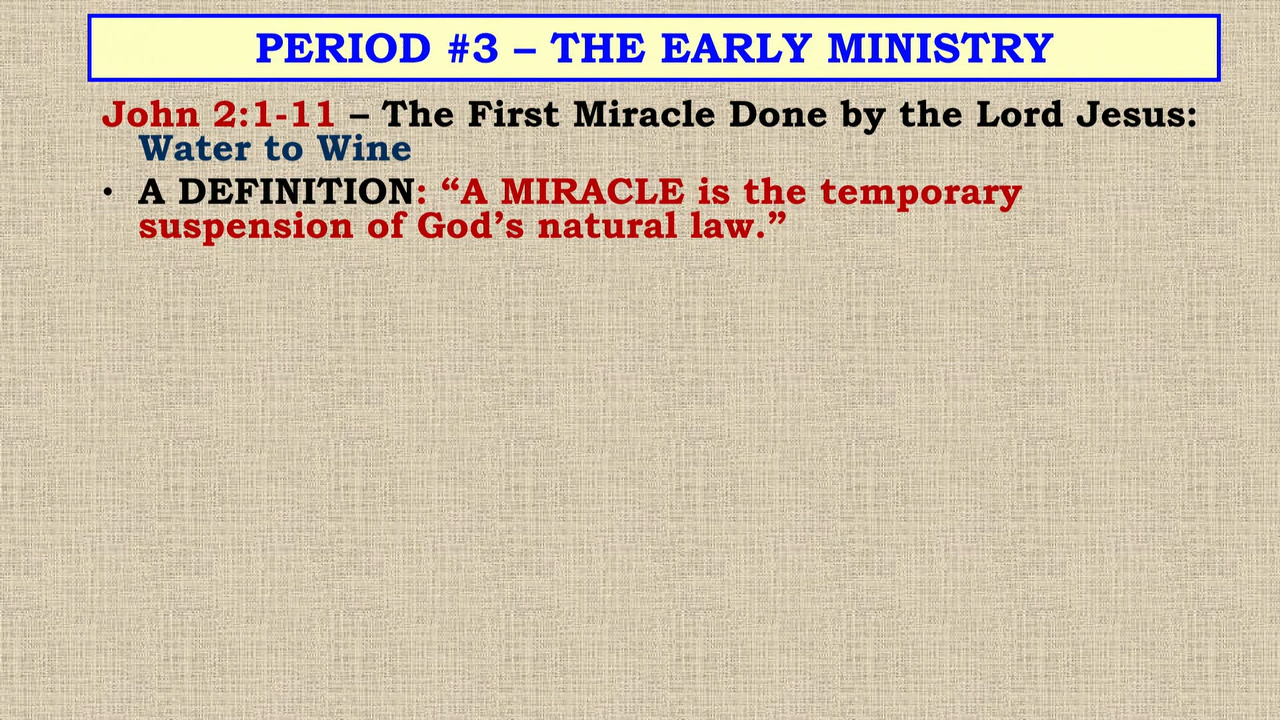 PERIOD #3 – THE EARLY MINISTRY
John 2:1-11 – The First Miracle Done by the Lord Jesus:
Water to Wine
• A DEFINITION: “A MIRACLE is the temporary
suspension of God’s natural law.”